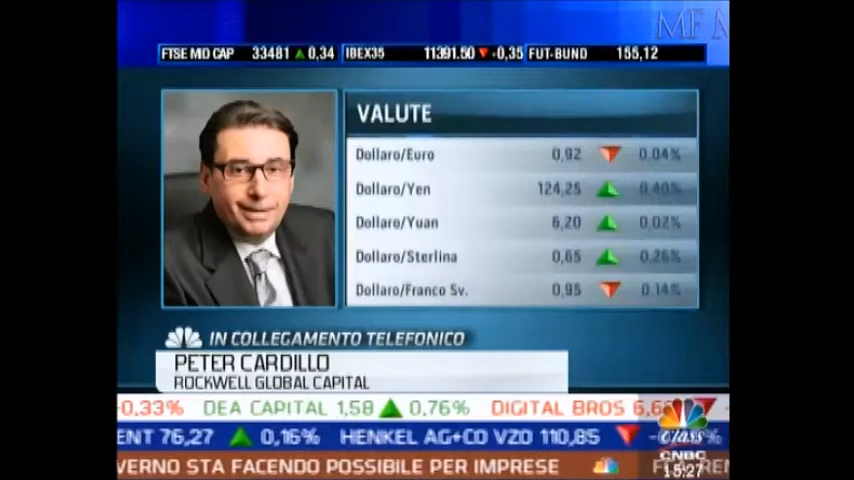 MF M
FTSE MID CAP 33481 0,34 IBEX35 11391.50 -0,35 FUT-BUND 155,12
VALUTE
Dollaro/Euro 0,92 0.04%
Dollaro/Yen 124,25 0.40%
Dollaro/Yuan 6,20 0.02%
Dollaro/Sterlina 0,65 0.26%
Dollaro/Franco Sv. 0,95 0.14%
IN COLLEGAMENTO TELEFONICO
PETER CARDILLO
ROCKWELL GLOBAL CAPITAL
-0.33% DEA CAPITAL 1,58 0,76% DIGITAL BROS
ENT 76,27 0,16% HENKEL AG+CO VZO 110,85
Class
CNBC
VERNO STA FACENDO POSSIBILE PER IMPRESE
15:27